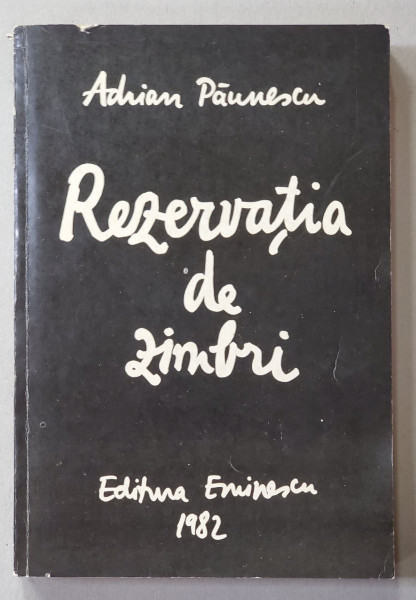 Adrian Păunescu
Rezervația
de
zimbri
Editura Eminescu
1982